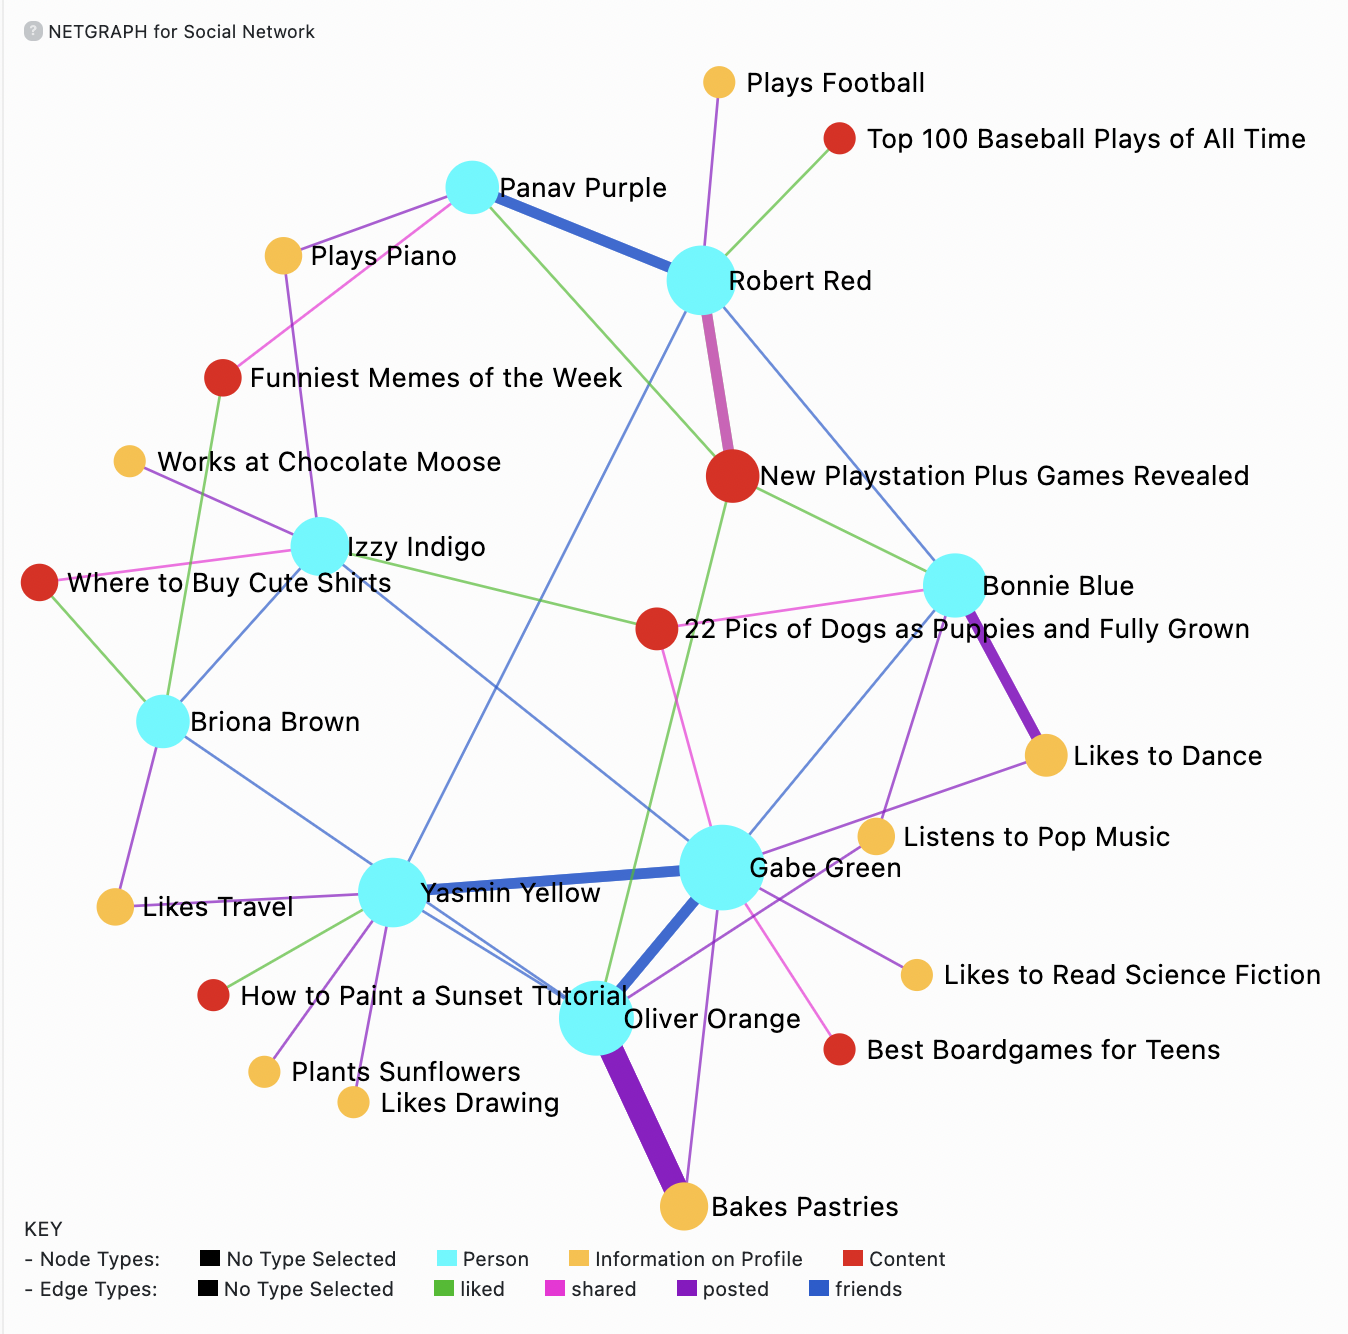 ? NETGRAPH for Social Network
Plays Football
Top 100 Baseball Plays of All Time
Panav Purple
Plays Piano
Robert Red
Funniest Memes of the Week
Works at Chocolate Moose
New Playstation Plus Games Revealed
Izzy Indigo
Where to Buy Cute Shirts
Bonnie Blue
22 Pics of Dogs as Puppies and Fully Grown
Briona Brown
Likes to Dance
Listens to Pop Music
Gabe Green
Yasmin Yellow
Likes Travel
Likes to Read Science Fiction
How to Paint a Sunset Tutorial
Oliver Orange
Best Boardgames for Teens
Plants Sunflowers
Likes Drawing
Bakes Pastries
KEY
- Node Types: No Type Selected Person Information on Profile Content
- Edge Types: No Type Selected liked shared posted friends